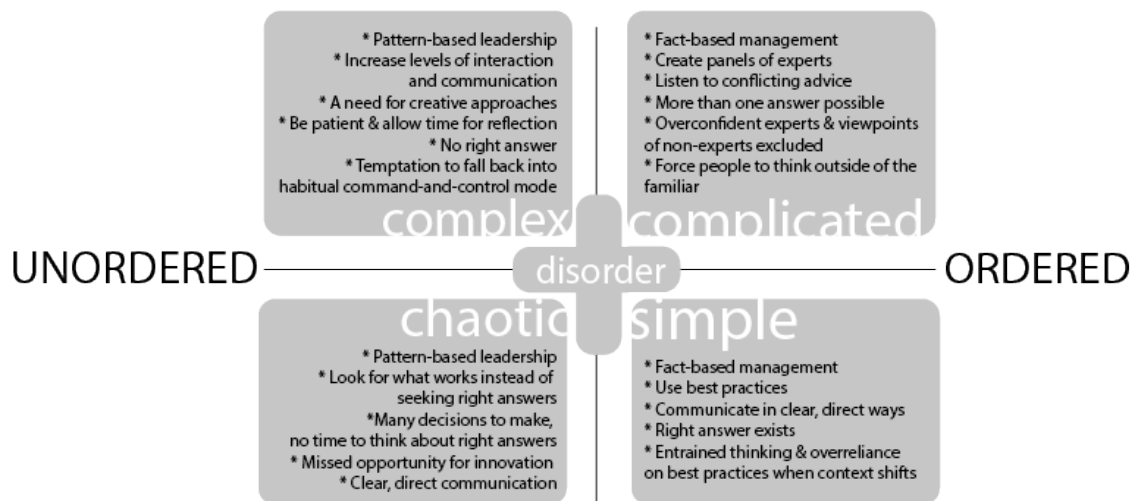 * Pattern-based leadership
* Increase levels of interaction
and communication
* A need for creative approaches
* Be patient & allow time for reflection
* No right answer
* Temptation to fall back into
habitual command-and-control mode
complex
* Fact-based management
* Create panels of experts
* Listen to conflicting advice
* More than one answer possible
* Overconfident experts & viewpoints
of non-experts excluded
* Force people to think outside of the
familiar
complicated
UNORDERED
disorder
ORDERED
chaotic
* Pattern-based leadership
* Look for what works instead of
seeking right answers
*Many decisions to make,
no time to think about right answers
* Missed opportunity for innovation
* Clear, direct communication
simple
* Fact-based management
* Use best practices
* Communicate in clear, direct ways
* Right answer exists
* Entrained thinking & overreliance
on best practices when context shifts